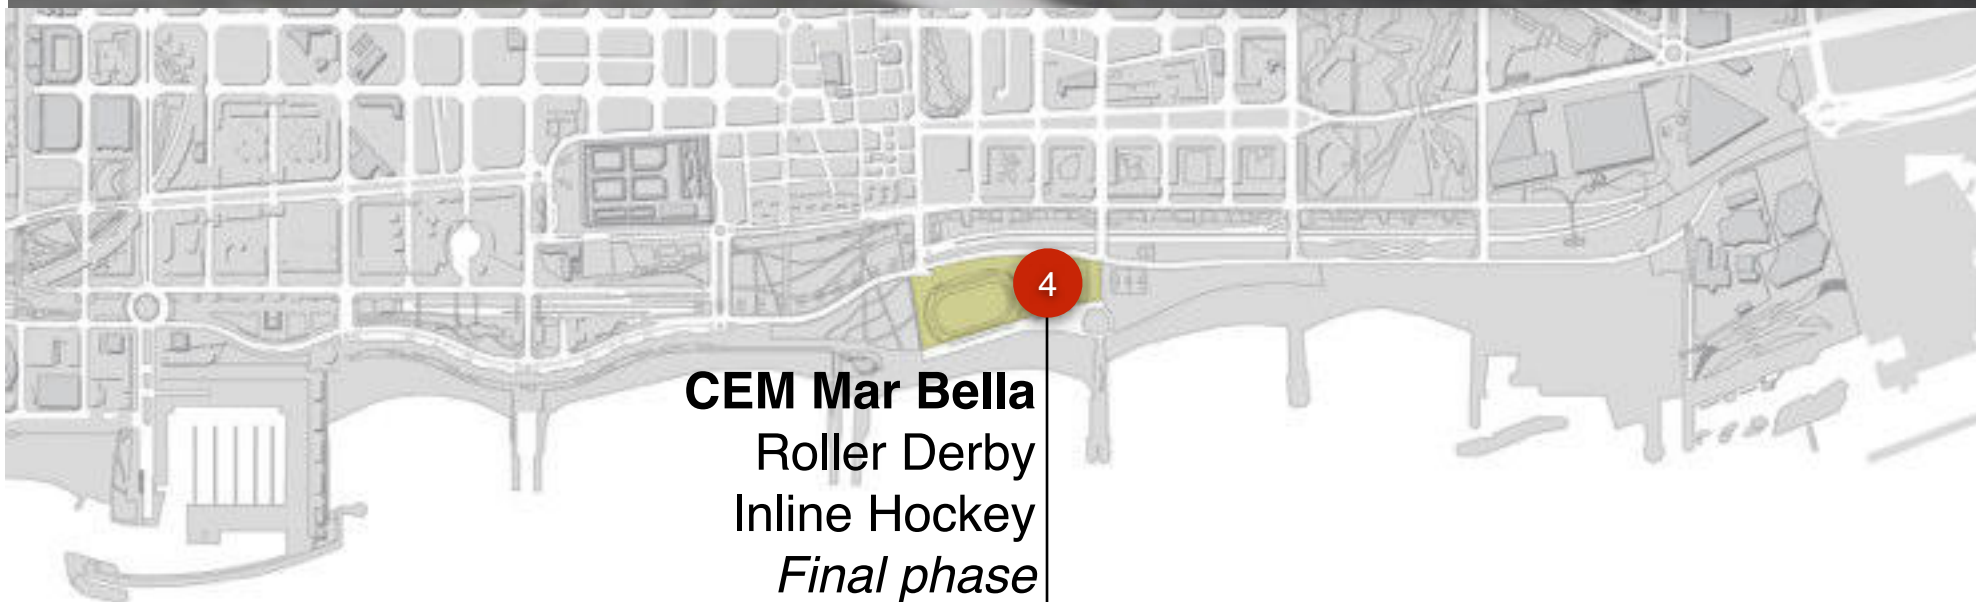 4
CEM Mar Bella
Roller Derby
Inline Hockey
Final phase